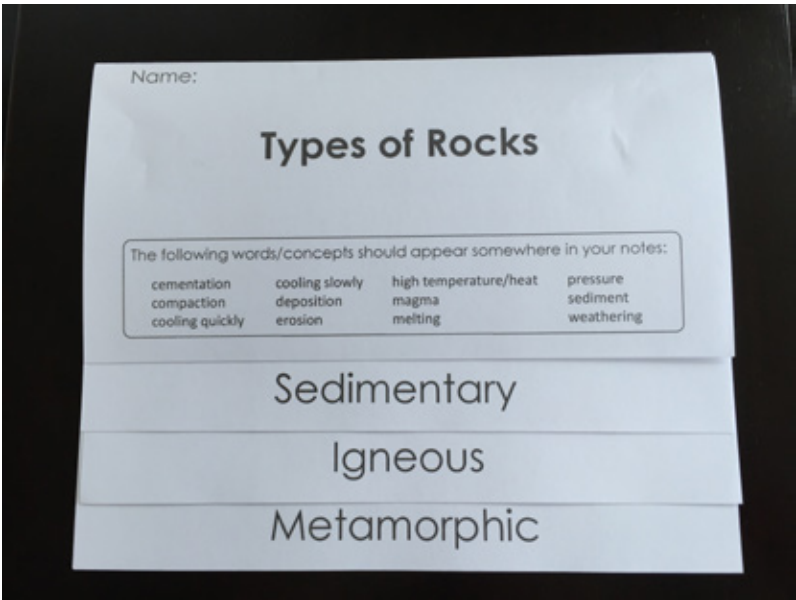 Name:
Types of Rocks
The following words/concepts should appear somewhere in your notes:
cementation cooling slowly high temperature/heat pressure
compaction deposition magma sediment
cooling quickly erosion melting weathering
Sedimentary
Igneous
Metamorphic